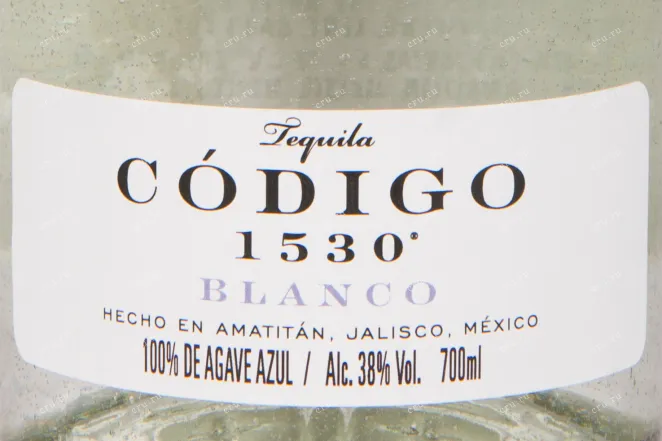 Tequila
CÓDIGO
1530®
BLANCO
HECHO EN AMATITÁN, JALISCO, MÉXICO
100% DE AGAVE AZUL / Alc. 38% Vol. 700ml